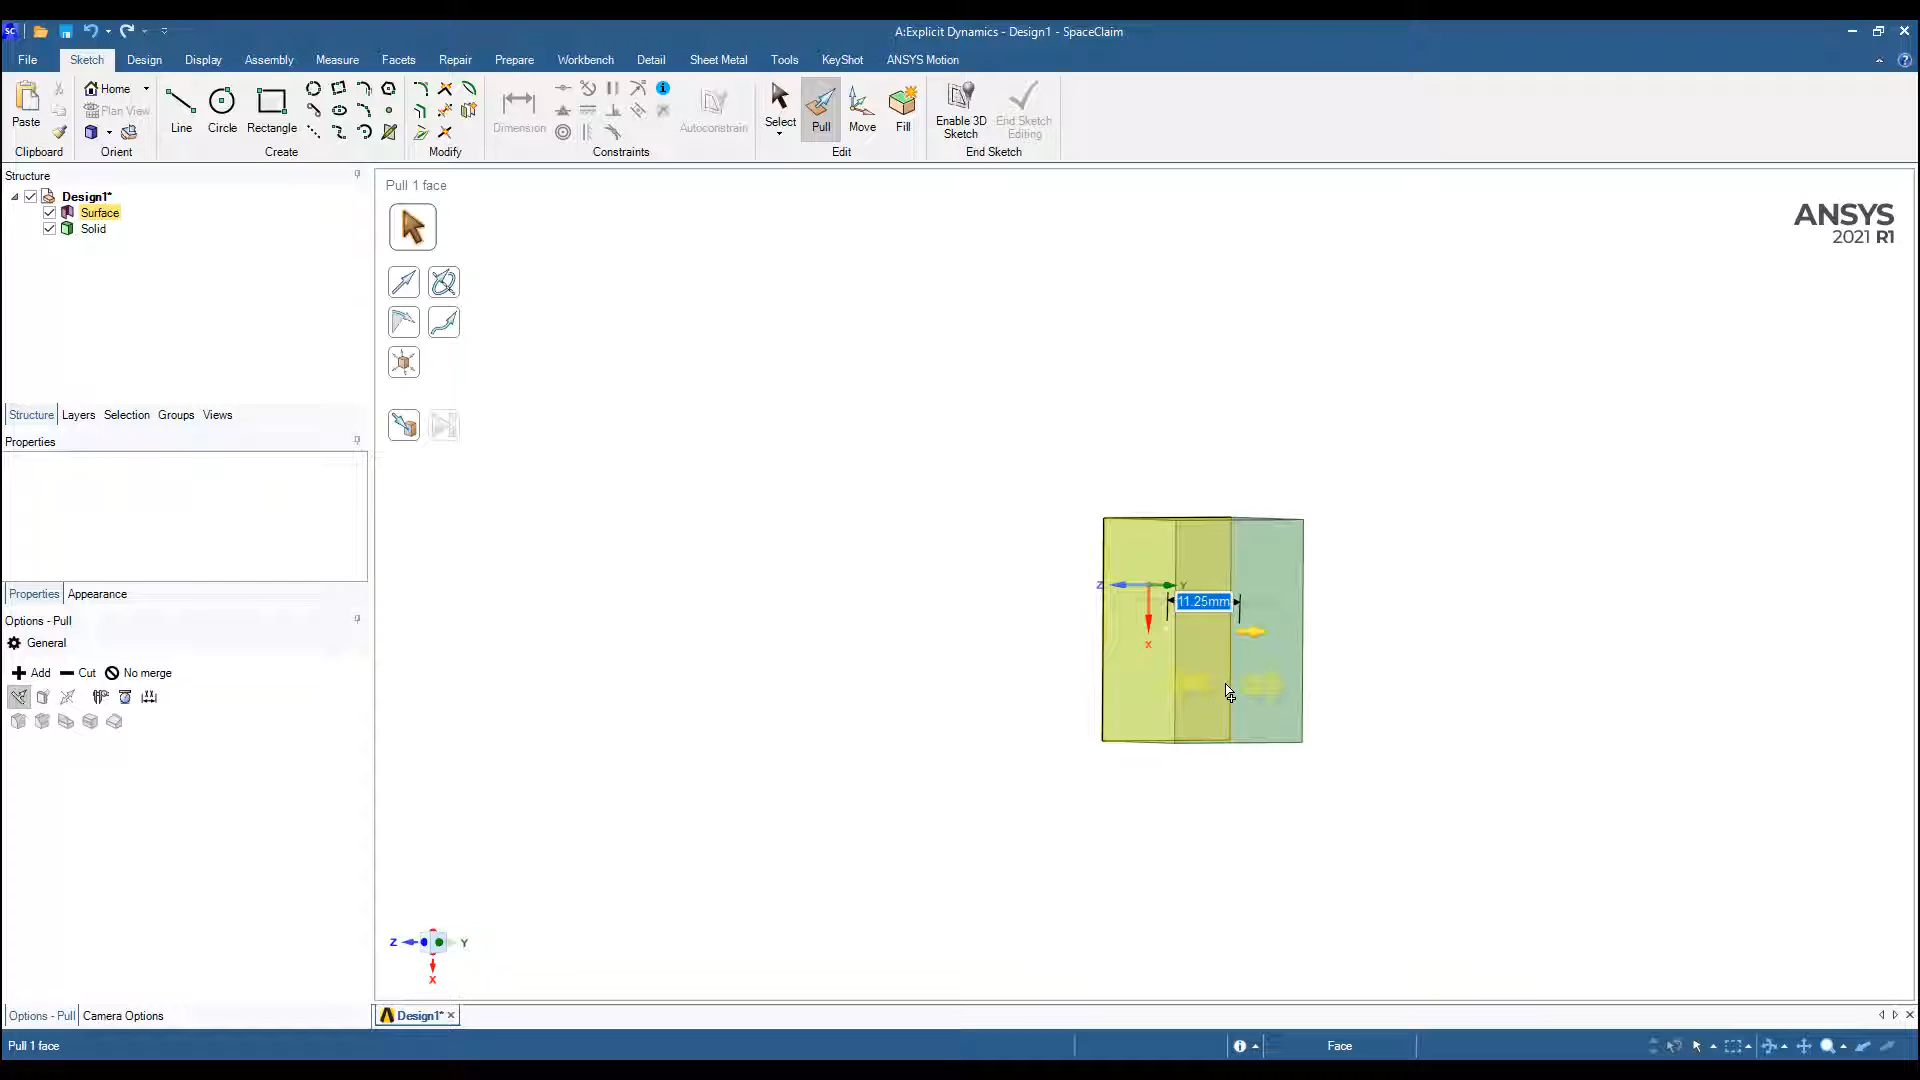 A:Explicit Dynamics - Design1 - SpaceClaim
File Sketch Design Display Assembly Measure Facets Repair Prepare Workbench Detail Sheet Metal Tools KeyShot ANSYS Motion
Paste
Home
Plan View
Line
Circle
Rectangle
Dimension
Autoconstrain
Select
Pull
Move
Fill
Enable 3D Sketch
End Sketch Editing
Clipboard Orient Create Modify Constraints Edit End Sketch
Structure
Design1*
Surface
Solid
Structure Layers Selection Groups Views
Properties
Properties Appearance
Options - Pull
General
Add Cut No merge
Options - Pull Camera Options
Pull 1 face
ANSYS
2021 R1
Z
Y
11.25mm
X
Z
Y
X
Design1*
Pull 1 face
Face